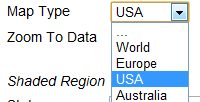 Map Type USA
Zoom To Data ...
World
Europe
Shaded Region USA
Australia